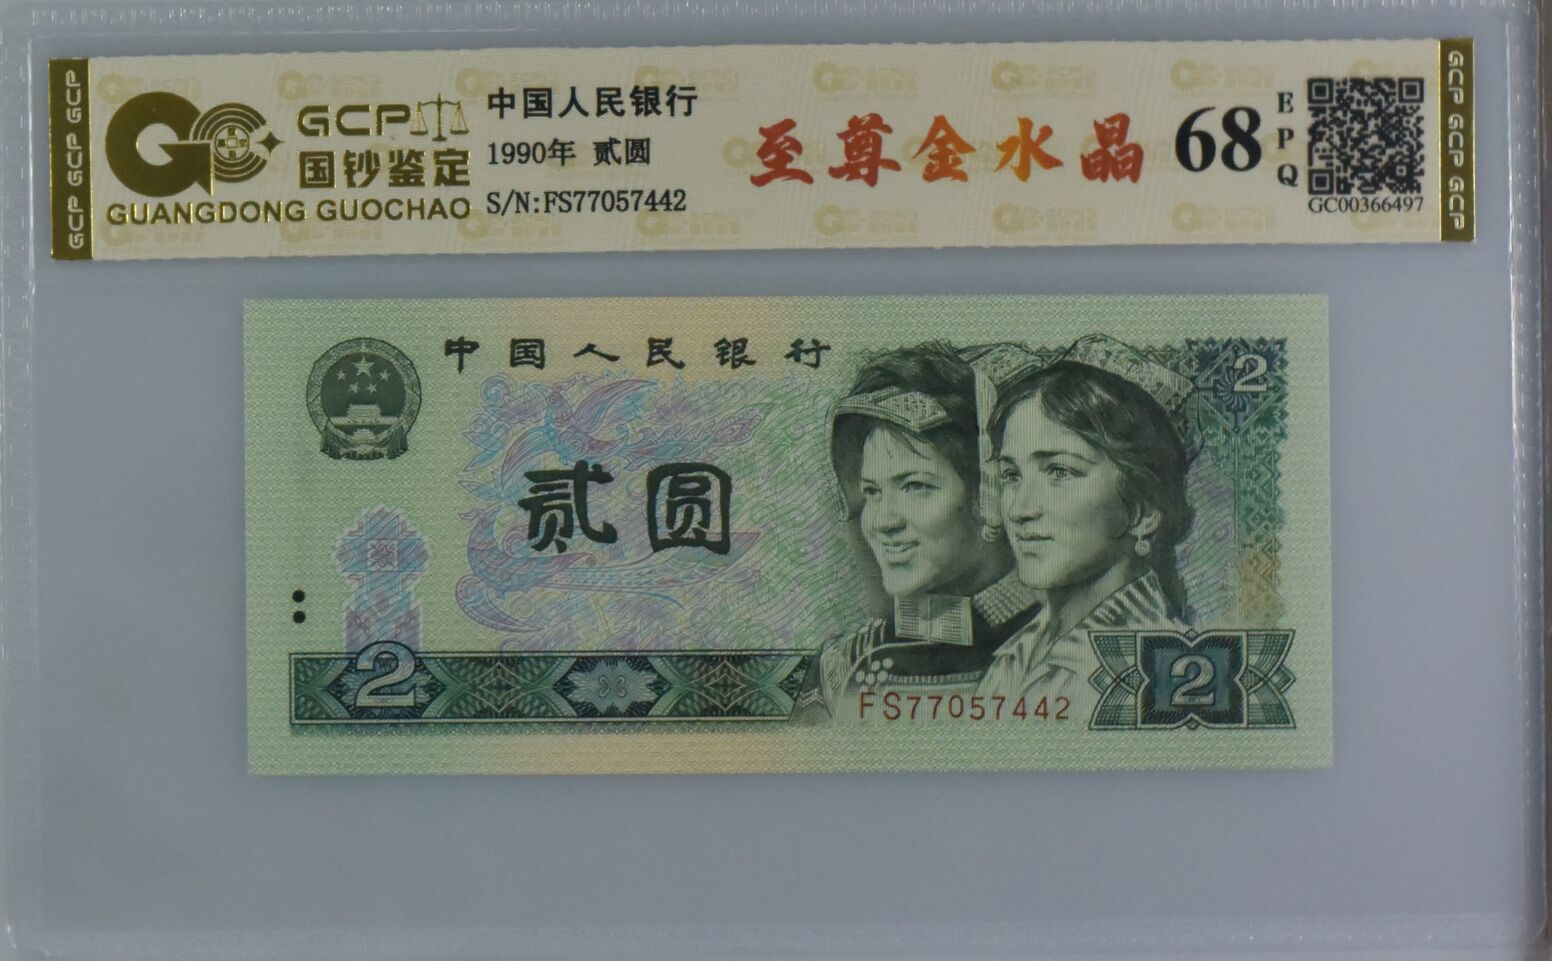 GCP GCP GCP
GCP
国钞鉴定
GUANGDONG GUOCHAO
中国人民银行
1990年 贰圆
S/N:FS77057442
至尊金水晶
68
EPQ
GC00366497
GCP GCP GCP
中国人民银行
2
贰圆
2
FS77057442
2